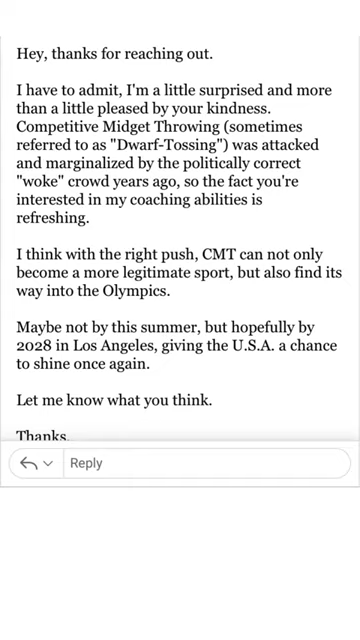 Hey, thanks for reaching out.
I have to admit, I'm a little surprised and more
than a little pleased by your kindness.
Competitive Midget Throwing (sometimes
referred to as "Dwarf-Tossing") was attacked
and marginalized by the politically correct
"woke" crowd years ago, so the fact you're
interested in my coaching abilities is
refreshing.
I think with the right push, CMT can not only
become a more legitimate sport, but also find its
way into the Olympics.
Maybe not by this summer, but hopefully by
2028 in Los Angeles, giving the U.S.A. a chance
to shine once again.
Let me know what you think.
Thanks.
Reply